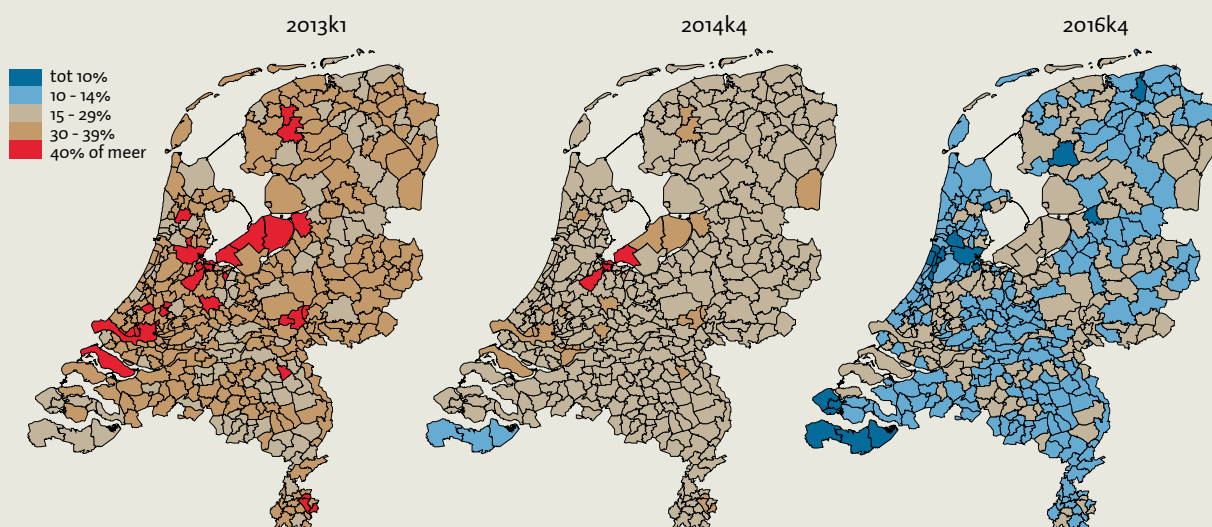 2013k1
2014k4
2016k4
tot 10%
10 - 14%
15 - 29%
30 - 39%
40% of meer